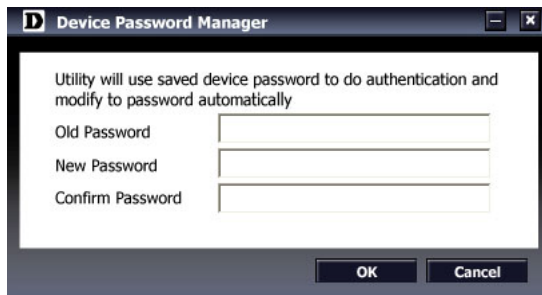 D Device Password Manager
Utility will use saved device password to do authentication and
modify to password automatically
Old Password
New Password
Confirm Password
OK Cancel